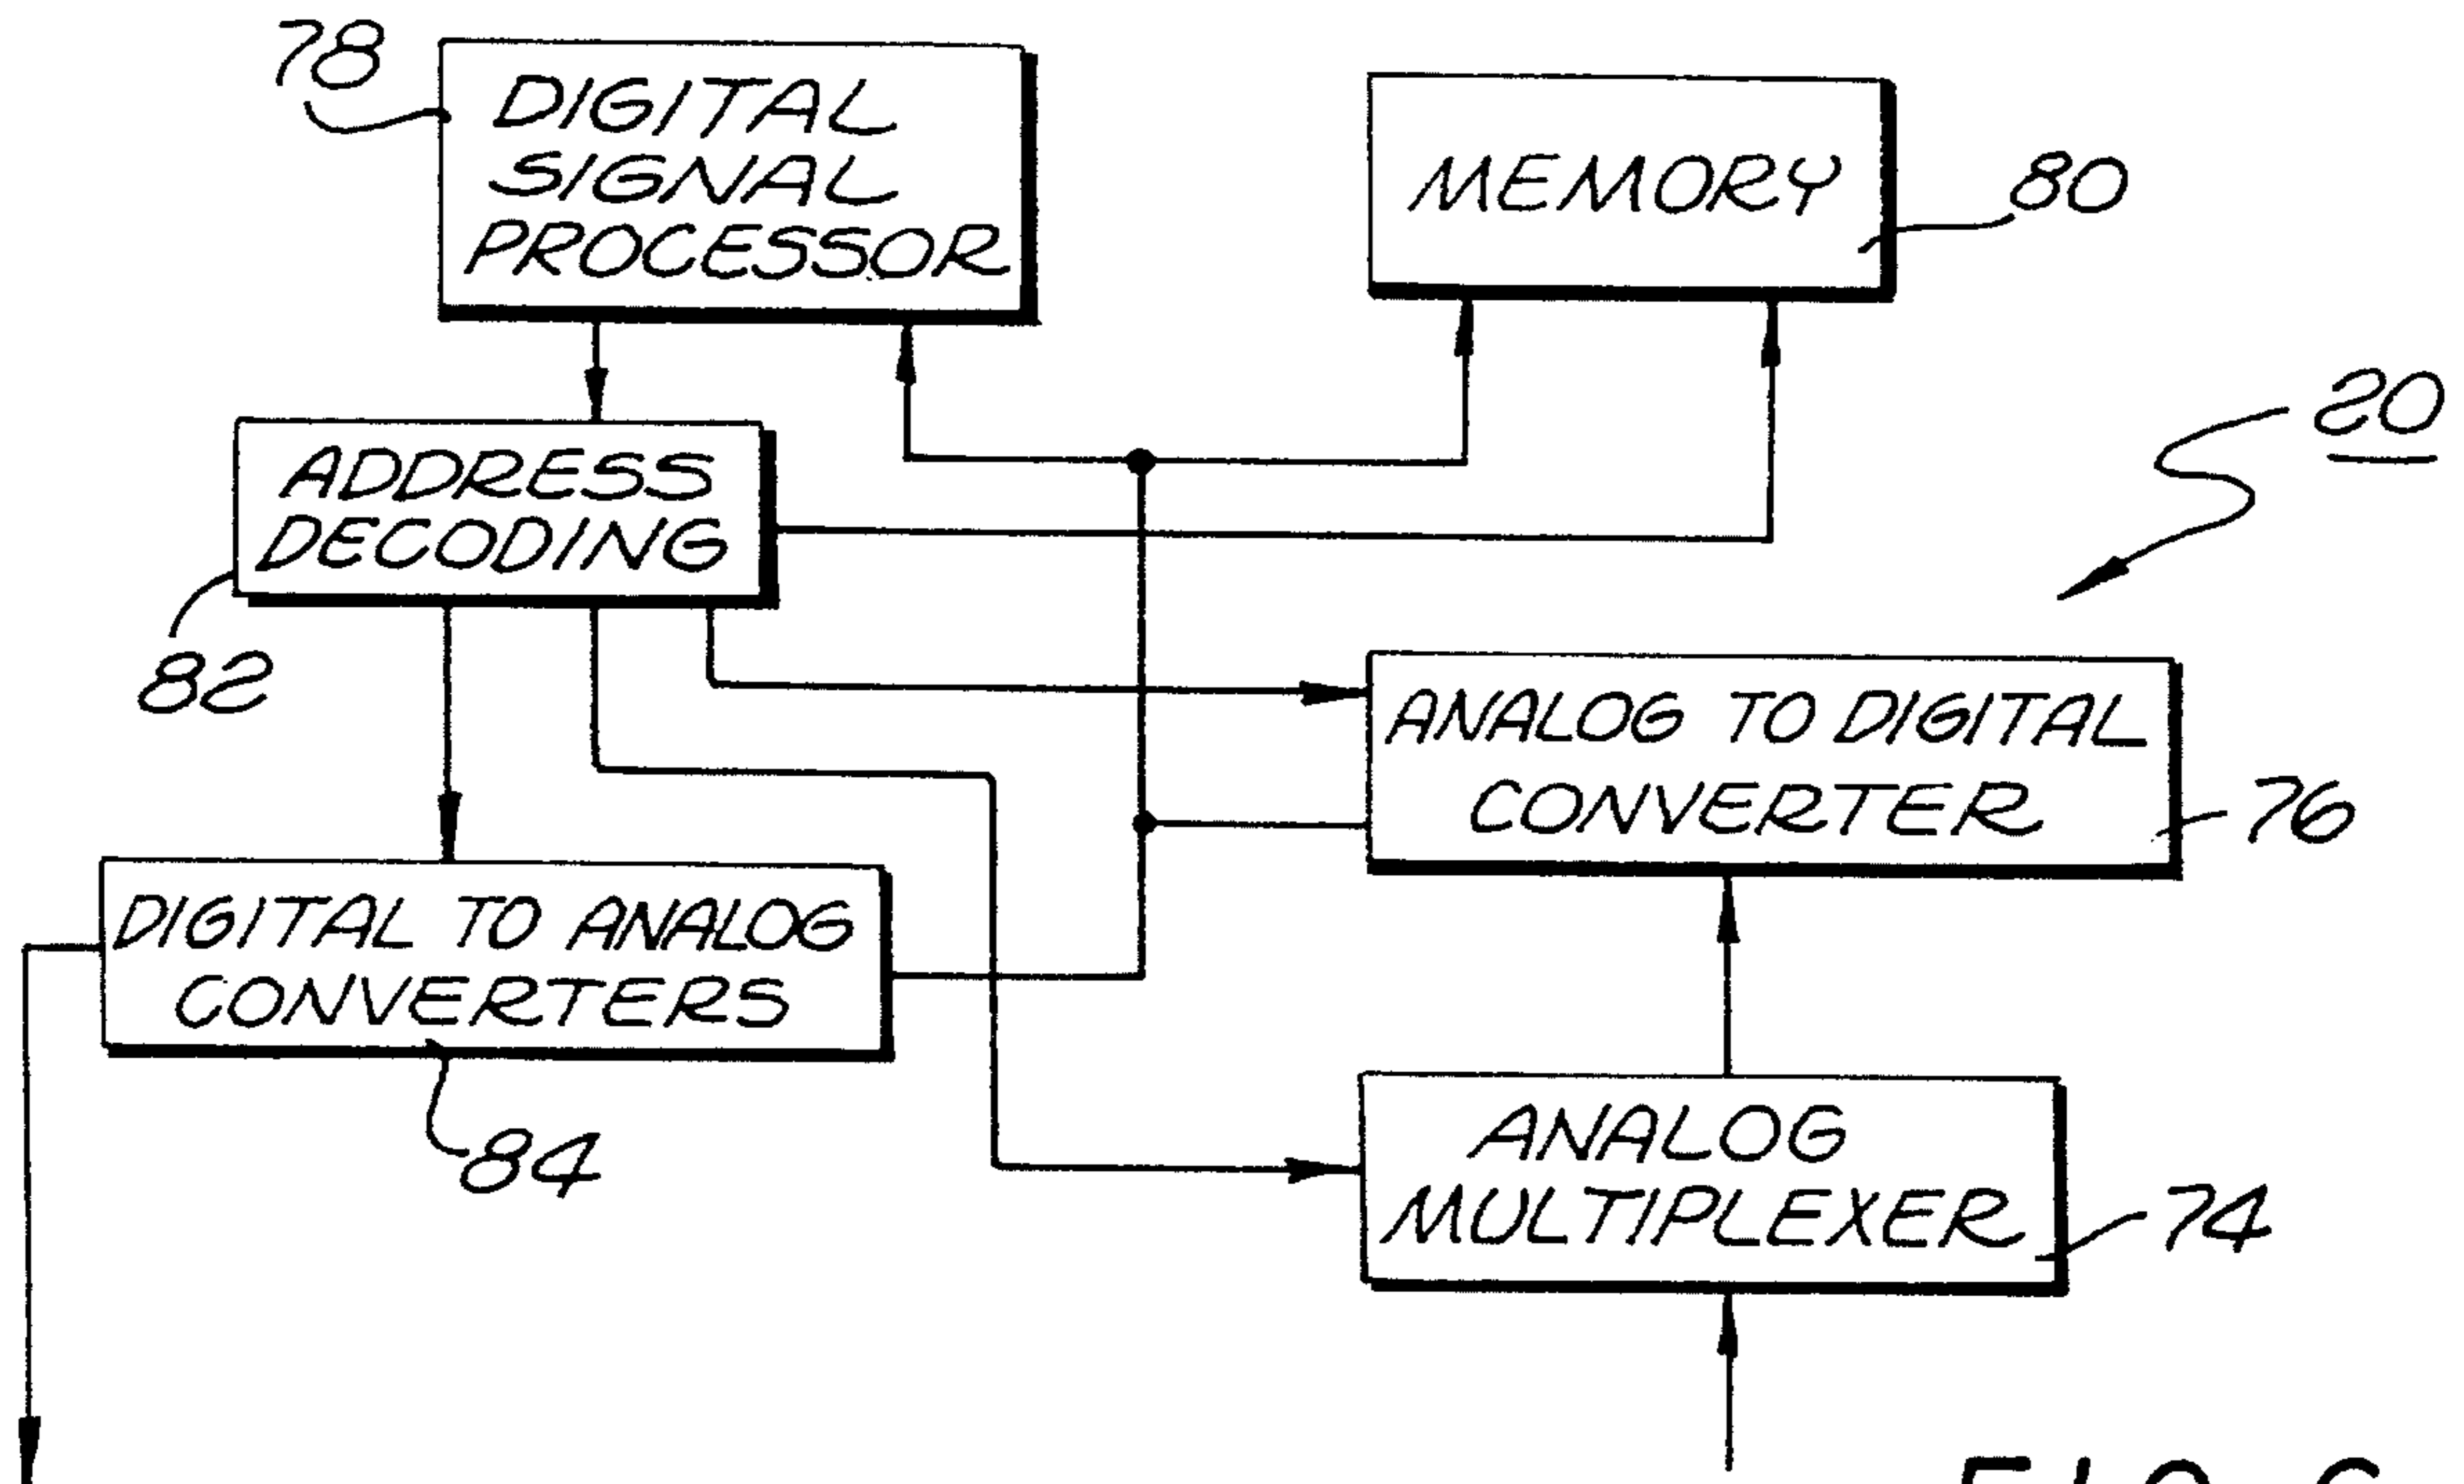 78
DIGITAL
SIGNAL
PROCESSOR
MEMORY
80
20
ADDRESS
DECODING
82
ANALOG TO DIGITAL
CONVERTER
76
DIGITAL TO ANALOG
CONVERTERS
84
ANALOG
MULTIPLEXER
74